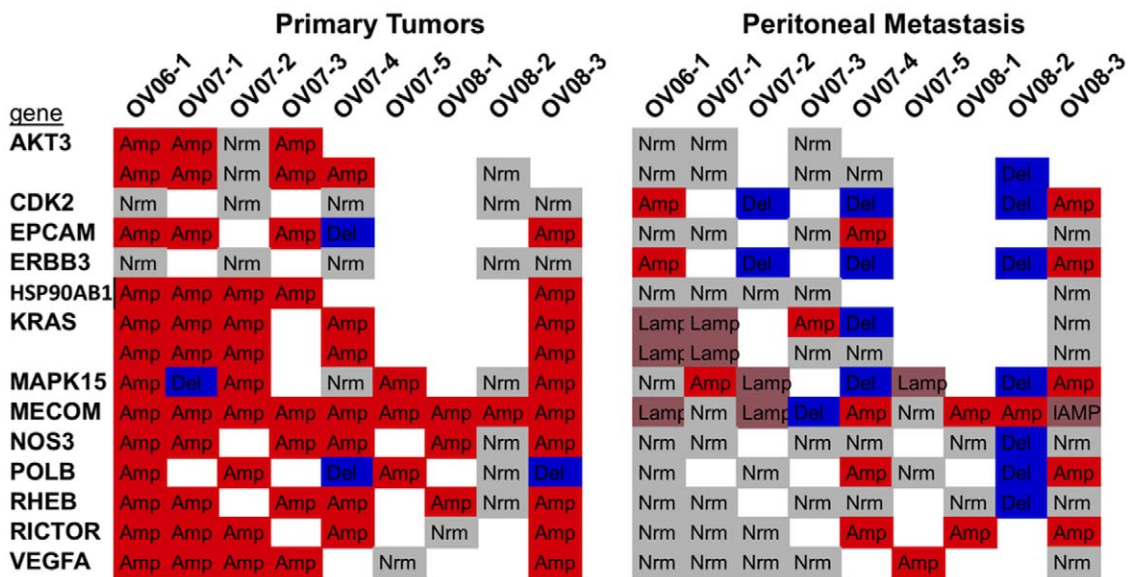 Primary Tumors Peritoneal Metastasis
OV06-1 OV07-1 OV07-2 OV07-3 OV07-4 OV07-5 OV08-1 OV08-2 OV08-3 OV06-1 OV07-1 OV07-2 OV07-3 OV07-4 OV07-5 OV08-1 OV08-2 OV08-3
gene
AKT3 Amp Amp Nrm Amp Nrm Nrm Nrm
Amp Amp Nrm Amp Amp Nrm Nrm Nrm Nrm Nrm Del
CDK2 Nrm Nrm Nrm Nrm Nrm Amp Del Del Del Amp
EPCAM Amp Amp Amp Del Amp Nrm Nrm Nrm Amp Nrm
ERBB3 Nrm Nrm Nrm Nrm Nrm Amp Del Del Del Amp
HSP90AB1 Amp Amp Amp Amp Amp Nrm Nrm Nrm Nrm Nrm
KRAS Amp Amp Amp Amp Amp Lamp Lamp Amp Del Nrm
Amp Amp Amp Amp Amp Lamp Lamp Nrm Nrm Nrm
MAPK15 Amp Del Amp Nrm Amp Nrm Amp Nrm Amp Lamp Del Lamp Del Amp
MECOM Amp Amp Amp Amp Amp Amp Amp Amp Amp Lamp Nrm Lamp Del Amp Nrm Amp Amp lAMP
NOS3 Amp Amp Amp Amp Amp Nrm Amp Nrm Nrm Nrm Nrm Nrm Del Nrm
POLB Amp Amp Del Amp Nrm Del Nrm Nrm Amp Nrm Del Amp
RHEB Amp Amp Amp Amp Amp Nrm Amp Nrm Nrm Nrm Nrm Nrm Del Nrm
RICTOR Amp Amp Amp Amp Nrm Amp Nrm Nrm Nrm Amp Amp Amp
VEGFA Amp Amp Amp Amp Nrm Amp Nrm Nrm Nrm Nrm Amp Nrm